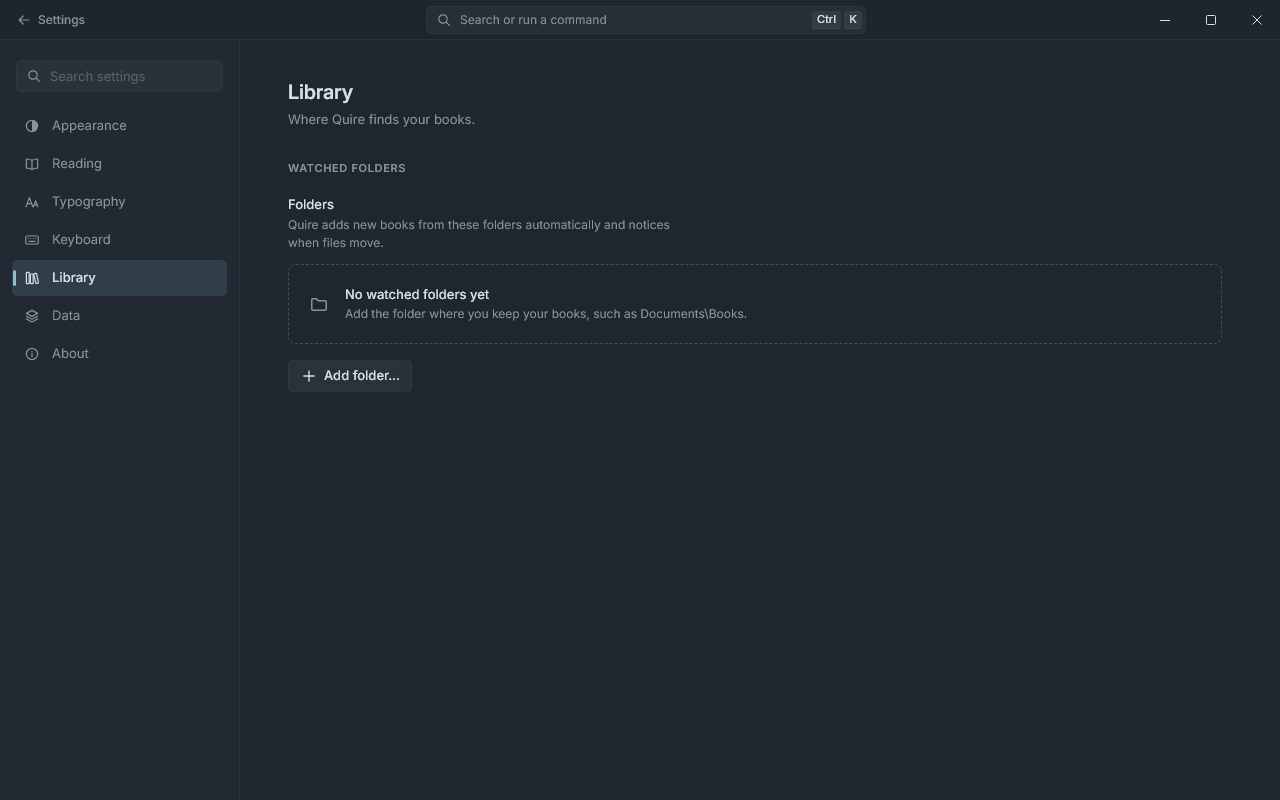 Settings
Search or run a command
Ctrl K
Search settings
Appearance
Reading
Typography
Keyboard
Library
Data
About
Library
Where Quire finds your books.
WATCHED FOLDERS
Folders
Quire adds new books from these folders automatically and notices
when files move.
No watched folders yet
Add the folder where you keep your books, such as Documents\Books.
Add folder...